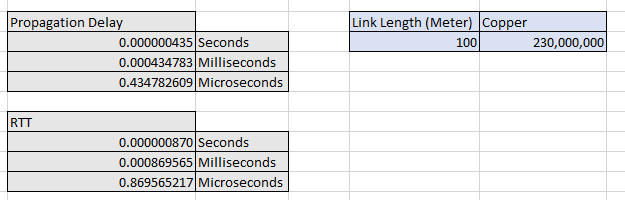 Propagation Delay Link Length (Meter) Copper
0.000000435 Seconds 100 230,000,000
0.000434783 Milliseconds
0.434782609 Microseconds
RTT
0.000000870 Seconds
0.000869565 Milliseconds
0.869565217 Microseconds